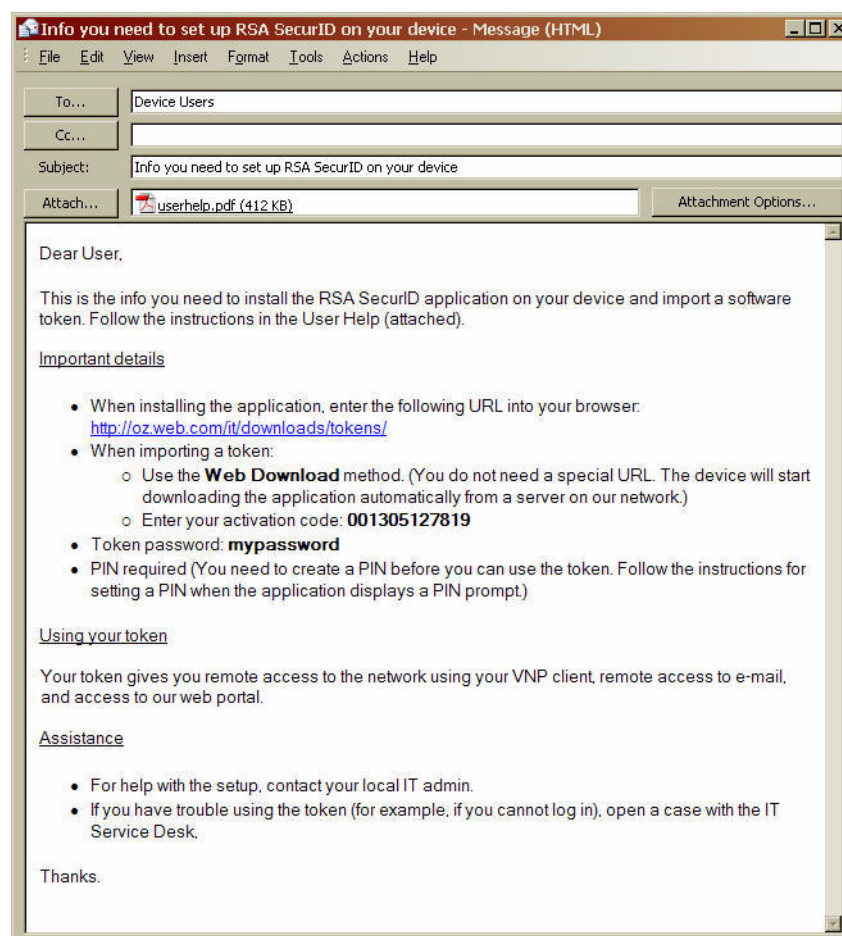 Info you need to set up RSA SecurID on your device - Message (HTML)
File Edit View Insert Format Tools Actions Help
To... Device Users
Cc...
Subject: Info you need to set up RSA SecurID on your device
Attach... userhelp.pdf (412 KB) Attachment Options...
Dear User,
This is the info you need to install the RSA SecurID application on your device and import a software
token. Follow the instructions in the User Help (attached).
Important details
• When installing the application, enter the following URL into your browser:
http://oz.web.com/it/downloads/tokens/
• When importing a token:
o Use the Web Download method. (You do not need a special URL. The device will start
downloading the application automatically from a server on our network.)
o Enter your activation code: 001305127819
• Token password: mypassword
• PIN required (You need to create a PIN before you can use the token. Follow the instructions for
setting a PIN when the application displays a PIN prompt.)
Using your token
Your token gives you remote access to the network using your VNP client, remote access to e-mail,
and access to our web portal.
Assistance
• For help with the setup, contact your local IT admin.
• If you have trouble using the token (for example, if you cannot log in), open a case with the IT
Service Desk,
Thanks.